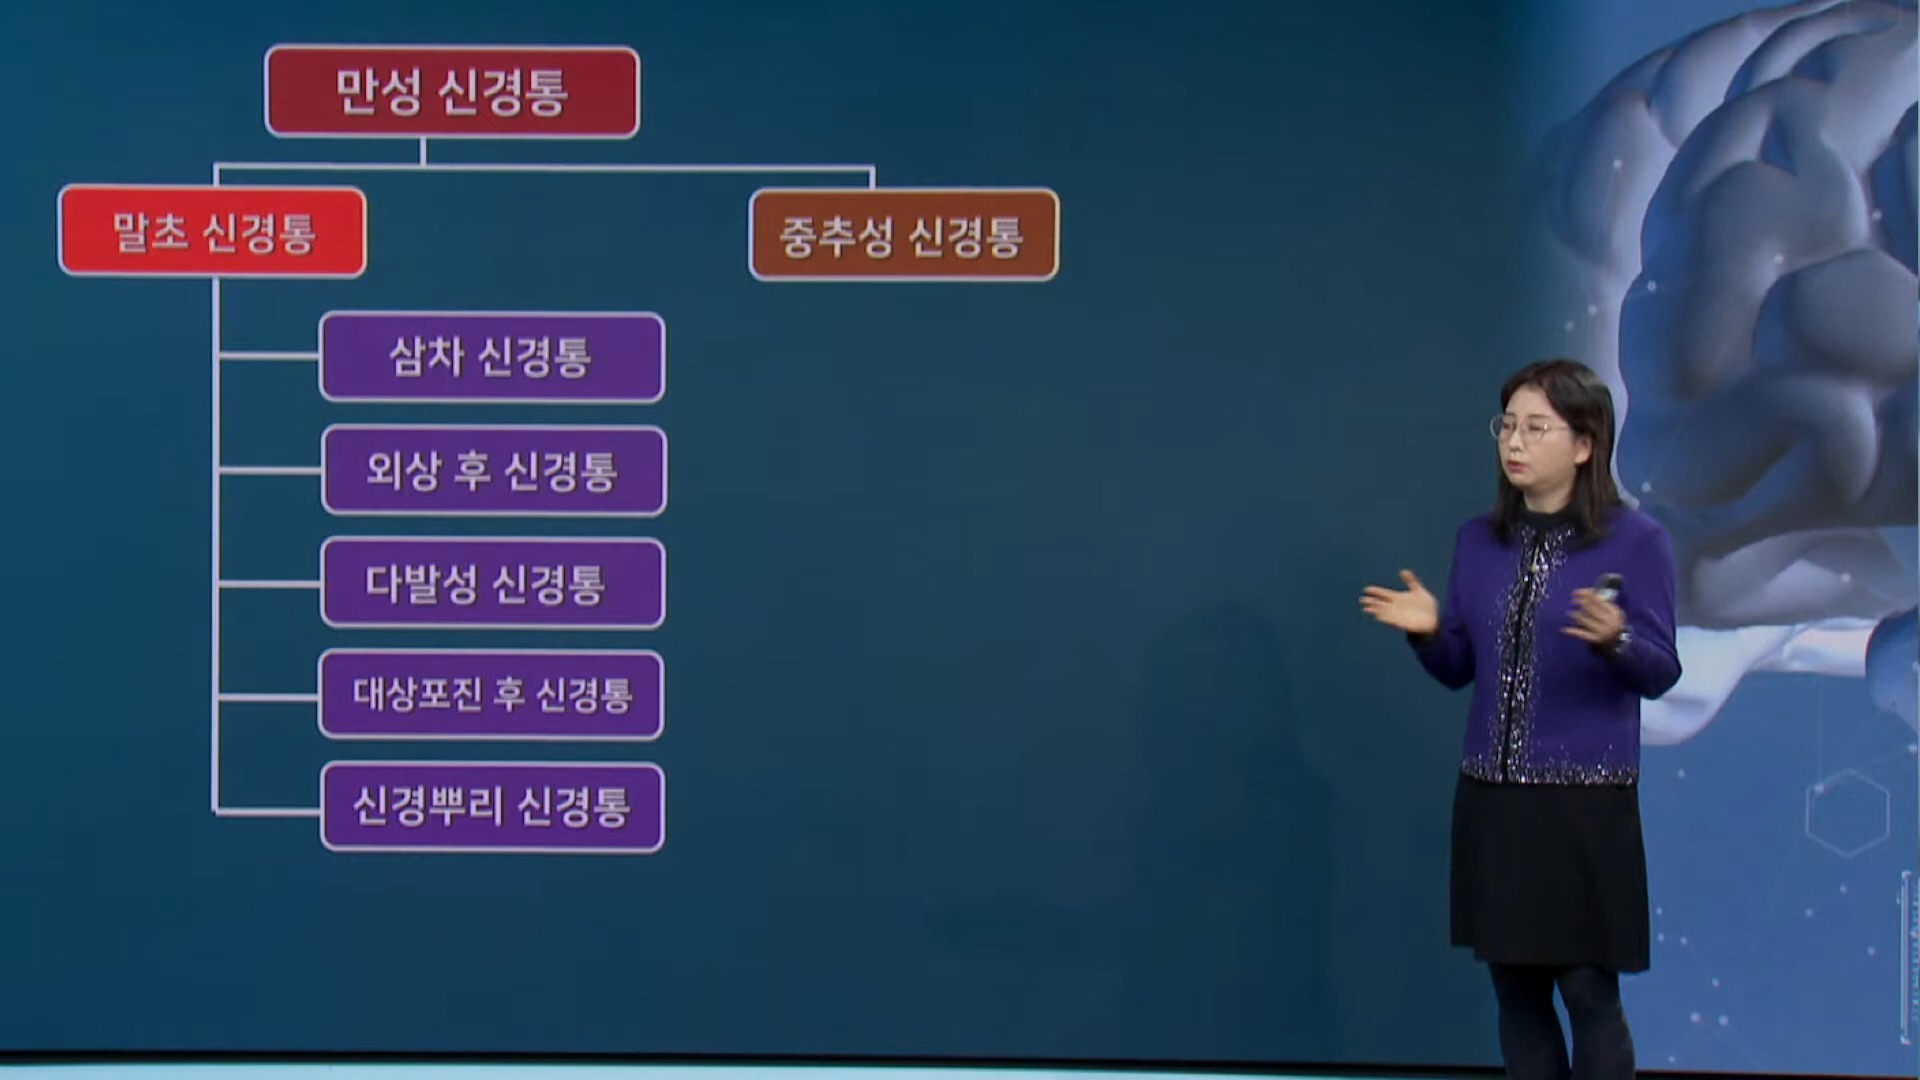 만성 신경통
말초 신경통
중추성 신경통
삼차 신경통
외상 후 신경통
다발성 신경통
대상포진 후 신경통
신경뿌리 신경통